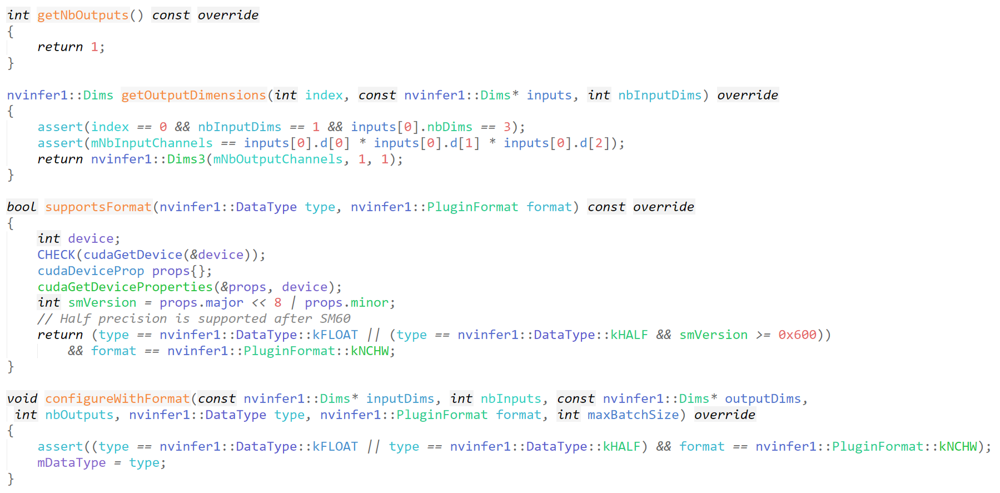 int getNbOutputs() const override
{
    return 1;
}

nvinfer1::Dims getOutputDimensions(int index, const nvinfer1::Dims* inputs, int nbInputDims) override
{
    assert(index == 0 && nbInputDims == 1 && inputs[0].nbDims == 3);
    assert(mNbInputChannels == inputs[0].d[0] * inputs[0].d[1] * inputs[0].d[2]);
    return nvinfer1::Dims3(mNbOutputChannels, 1, 1);
}

bool supportsFormat(nvinfer1::DataType type, nvinfer1::PluginFormat format) const override
{
    int device;
    CHECK(cudaGetDevice(&device));
    cudaDeviceProp props{};
    cudaGetDeviceProperties(&props, device);
    int smVersion = props.major << 8 | props.minor;
    // Half precision is supported after SM60
    return (type == nvinfer1::DataType::kFLOAT || (type == nvinfer1::DataType::kHALF && smVersion >= 0x600))
        && format == nvinfer1::PluginFormat::kNCHW;
}

void configureWithFormat(const nvinfer1::Dims* inputDims, int nbInputs, const nvinfer1::Dims* outputDims,
 int nbOutputs, nvinfer1::DataType type, nvinfer1::PluginFormat format, int maxBatchSize) override
{
    assert((type == nvinfer1::DataType::kFLOAT || type == nvinfer1::DataType::kHALF) && format == nvinfer1::PluginFormat::kNCHW);
    mDataType = type;
}